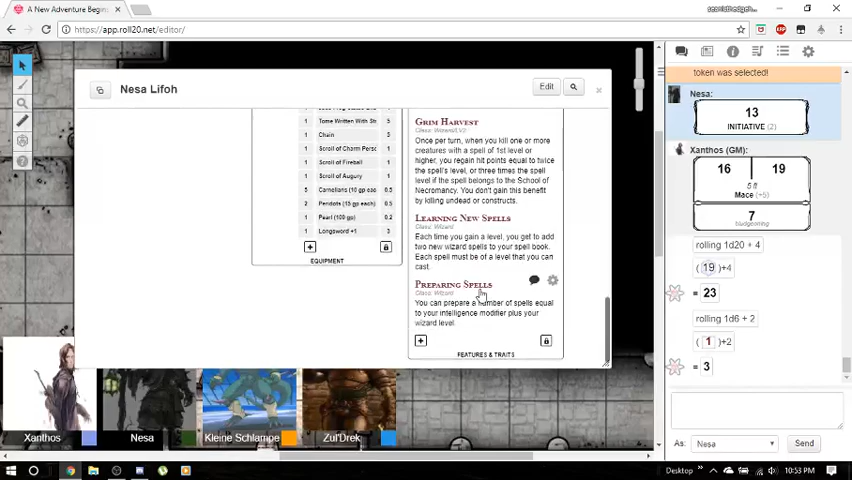 A New Adventure Begin
https://app.roll20.net/editor/
Nesa Lifoh
Edit
1 Tome Written With St 5
1 Chain 3
1 Scroll of Charm Perso
1 Scroll of Fireball
1 Scroll of Augury
5 Carnelians (10 gp eac 0.5
2 Peridots (15 gp each) 0.5
1 Pearl (100 gp) 0.2
1 Longsword +1 3
EQUIPMENT
Grim Harvest
Class: Wizard/LV2
Once per turn, when you kill one or more
creatures with a spell of 1st level or
higher, you regain hit points equal to twice
the spell's level, or three times the spell
level if the spell belongs to the School of
Necromancy. You don't gain this benefit
by killing undead or constructs.
Learning New Spells
Class: Wizard
Each time you gain a level, you get to add
two new wizard spells to your spell book.
Each spell must be of a level that you can
cast.
Preparing Spells
Class: Wizard
You can prepare a number of spells equal
to your intelligence modifier plus your
wizard level.
FEATURES & TRAITS
Xanthos
Nesa
Kleine Schlampe
Zul'Drek
token was selected!
Nesa:
13
INITIATIVE (2)
Xanthos (GM):
16 19
5 ft
Mace (+5)
7
bludgeoning
rolling 1d20 + 4
(19)+4
= 23
rolling 1d6 + 2
(1)+2
= 3
As: Nesa
Send
Desktop
10:53 PM